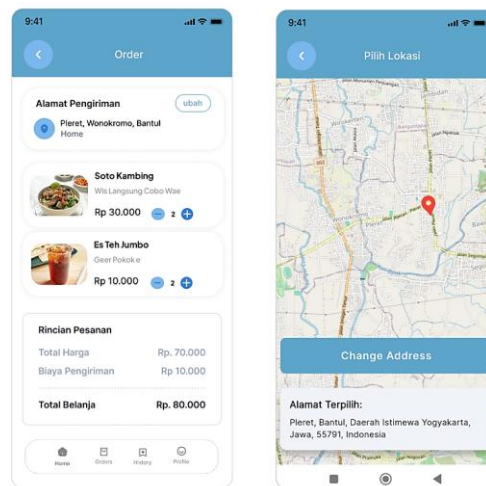 9:41
Order
Alamat Pengiriman
ubah
Pleret, Wonokromo, Bantul
Home
Soto Kambing
Wis Langsung Cobo Wae
Rp 30.000
2
Es Teh Jumbo
Geer Pokok e
Rp 10.000
2
Rincian Pesanan
Total Harga Rp. 70.000
Biaya Pengiriman Rp 10.000
Total Belanja Rp. 80.000
Home Orders History Profile
9:41
Pilih Lokasi
Pleret
Change Address
Alamat Terpilih:
Pleret, Bantul, Daerah Istimewa Yogyakarta,
Jawa, 55791, Indonesia